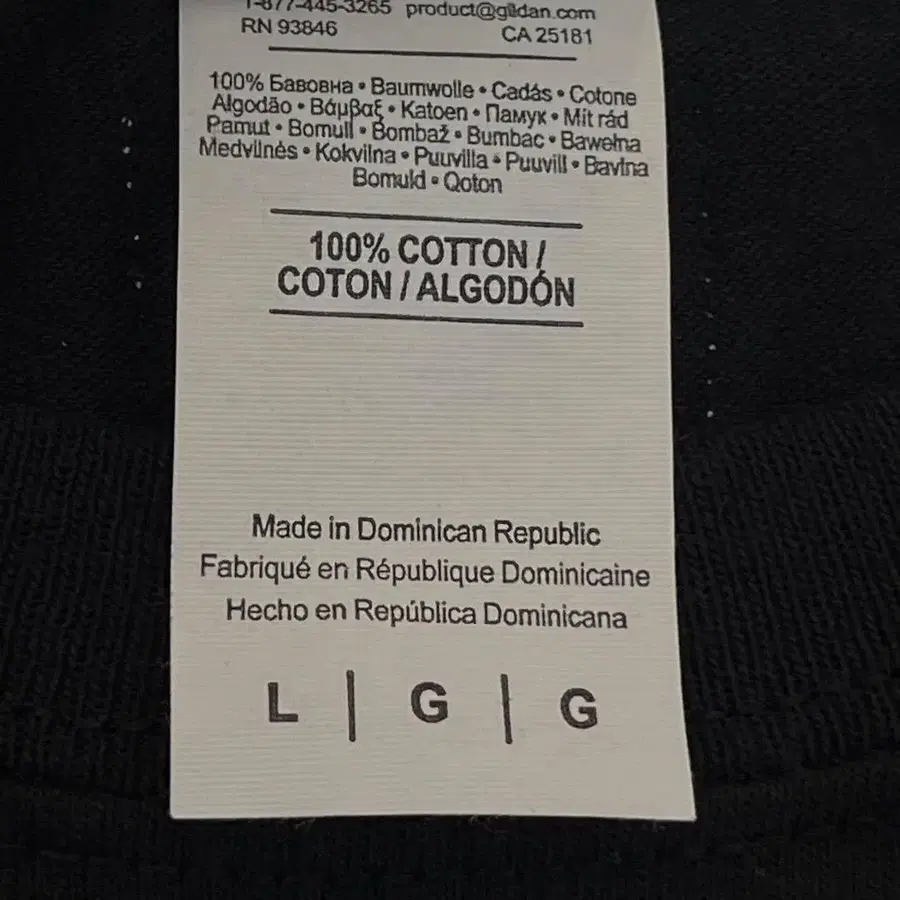 1-877-445-3265 product@gildan.com
RN 93846 CA 25181
100% Бавовна • Baumwolle • Cadás • Cotone
Algodão • Βάμβαξ • Katoen • Памук • Mít rád
Pamut • Bomull • Bombaž • Bumbac • Bawełna
Medvilnės • Kokvilna • Puuvilla • Puuvill • Bavlna
Bomuld • Qoton
100% COTTON /
COTON / ALGODÓN
Made in Dominican Republic
Fabriqué en République Dominicaine
Hecho en República Dominicana
L | G | G